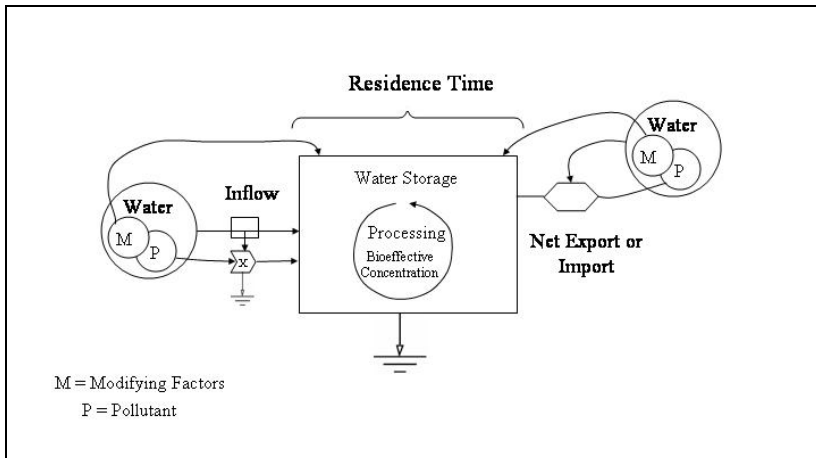 Residence Time
Water
M
P
Inflow
x
Water Storage
Processing
Bioeffective
Concentration
Water
M
P
Net Export or
Import
M = Modifying Factors
P = Pollutant